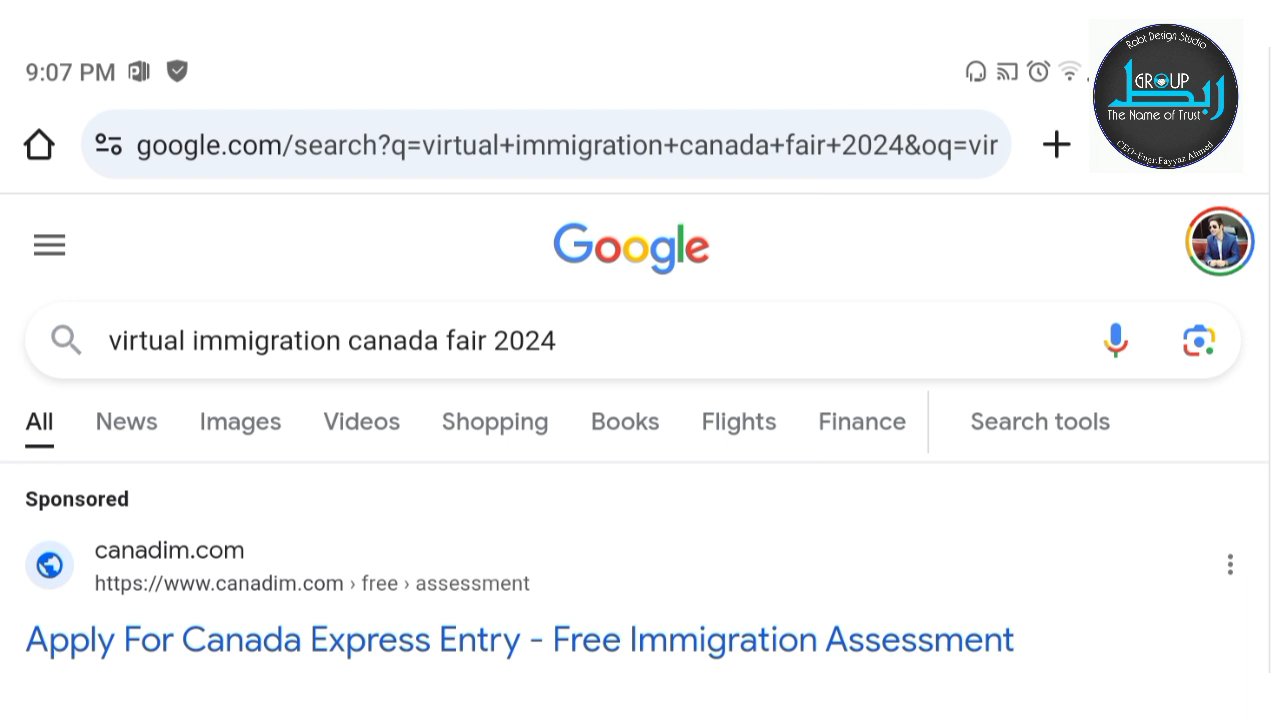 9:07 PM
Rabt Design Studio
GROUP
ربط
The Name of Trust
CEO-Engr.Fayyaz Ahmed
google.com/search?q=virtual+immigration+canada+fair+2024&oq=vir
Google
virtual immigration canada fair 2024
All News Images Videos Shopping Books Flights Finance Search tools
Sponsored
canadim.com
https://www.canadim.com › free › assessment
Apply For Canada Express Entry - Free Immigration Assessment